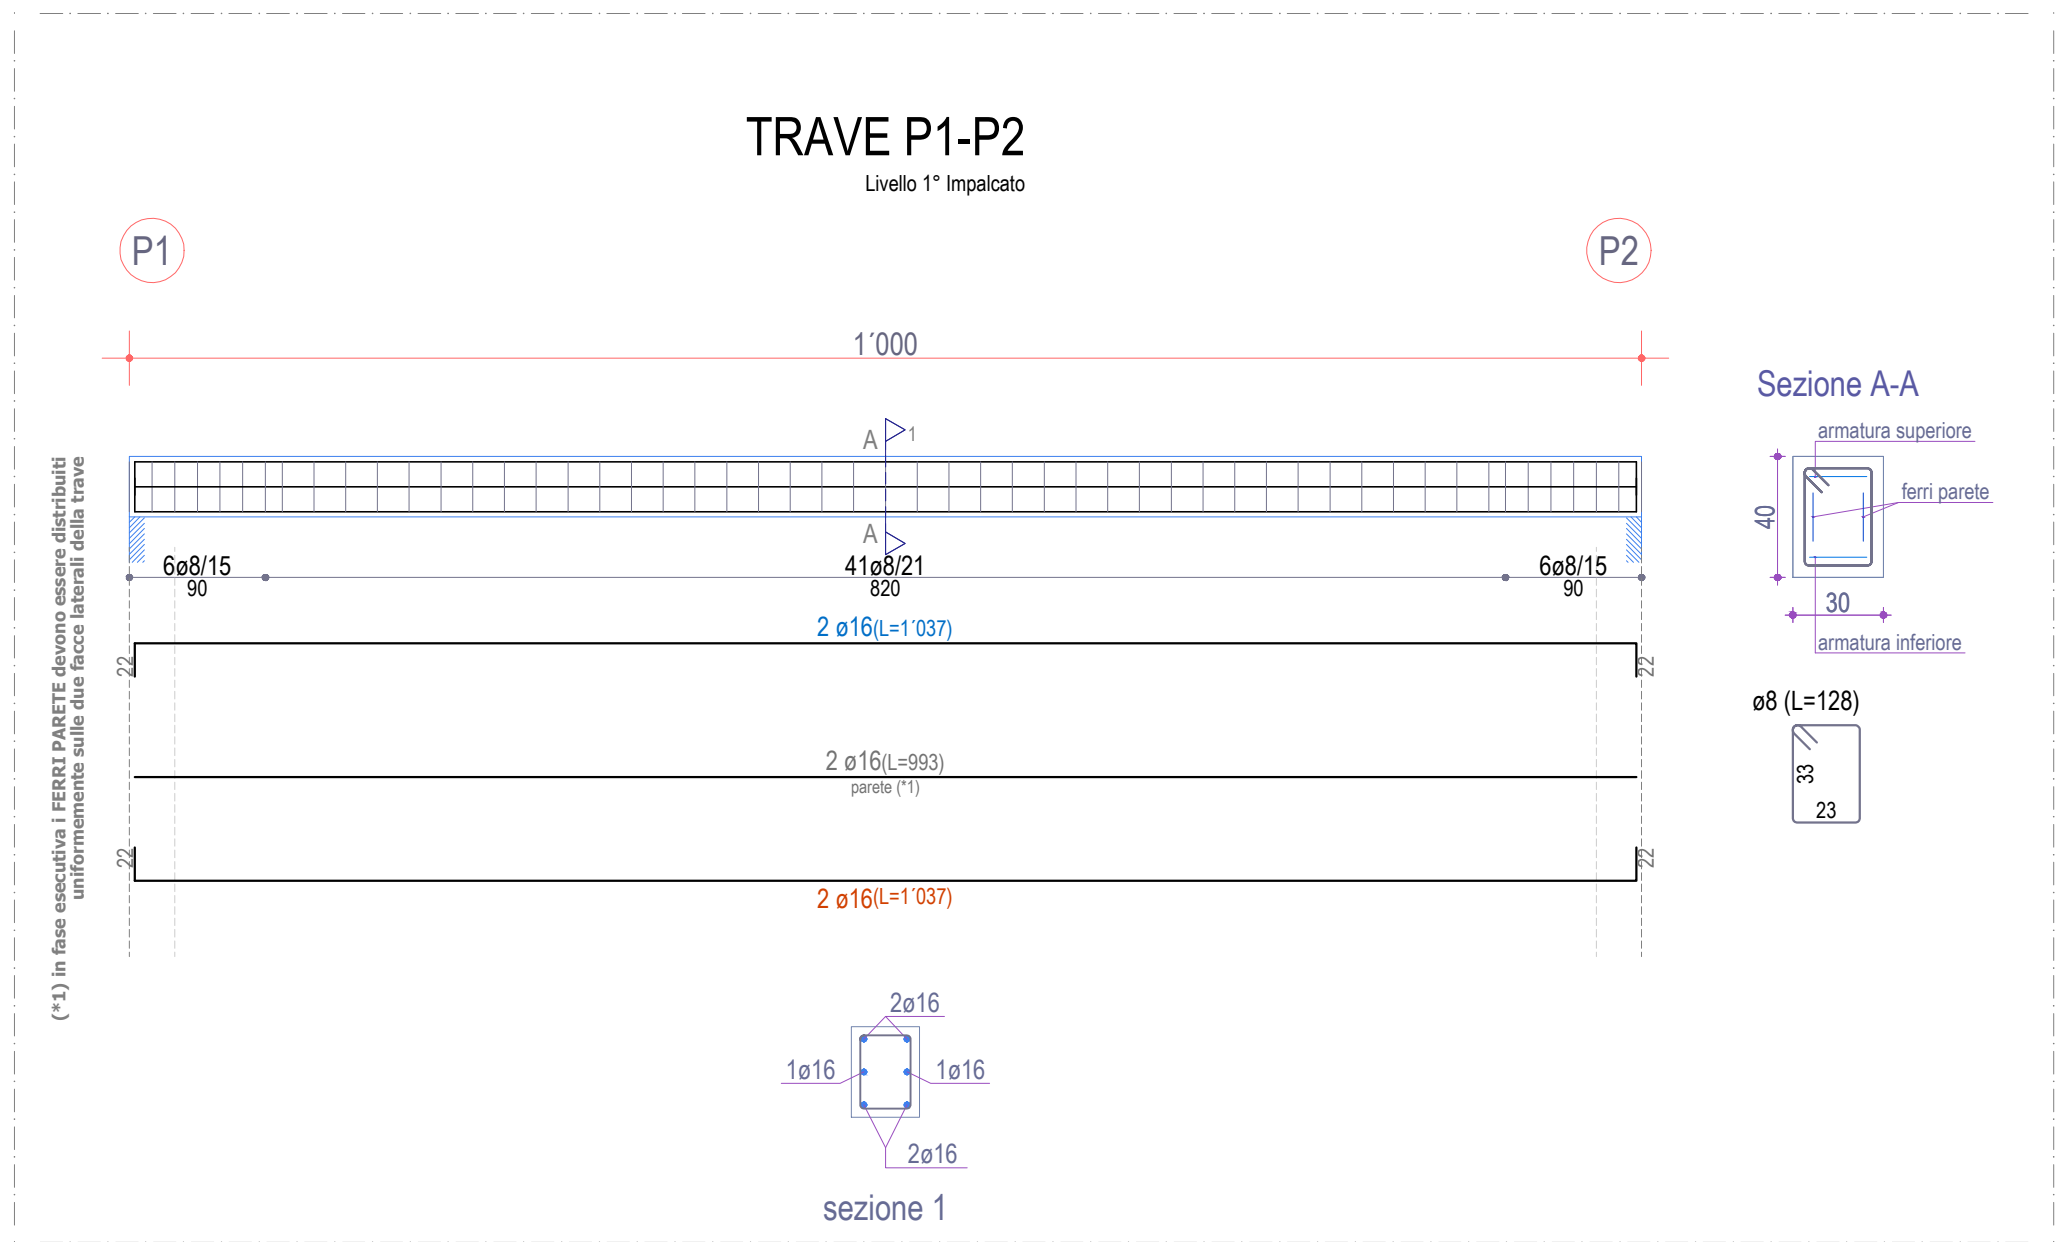 TRAVE P1-P2
Livello 1° Impalcato
P1
P2
1´000
Sezione A-A
armatura superiore
ferri parete
40
30
armatura inferiore
A
1
A
6ø8/15
90
41ø8/21
820
6ø8/15
90
2 ø16(L=1´037)
22
22
ø8 (L=128)
33
23
2 ø16(L=993)
parete (*1)
22
22
2 ø16(L=1´037)
(*1) in fase esecutiva i FERRI PARETE devono essere distribuiti
uniformemente sulle due facce laterali della trave
2ø16
1ø16
1ø16
2ø16
sezione 1